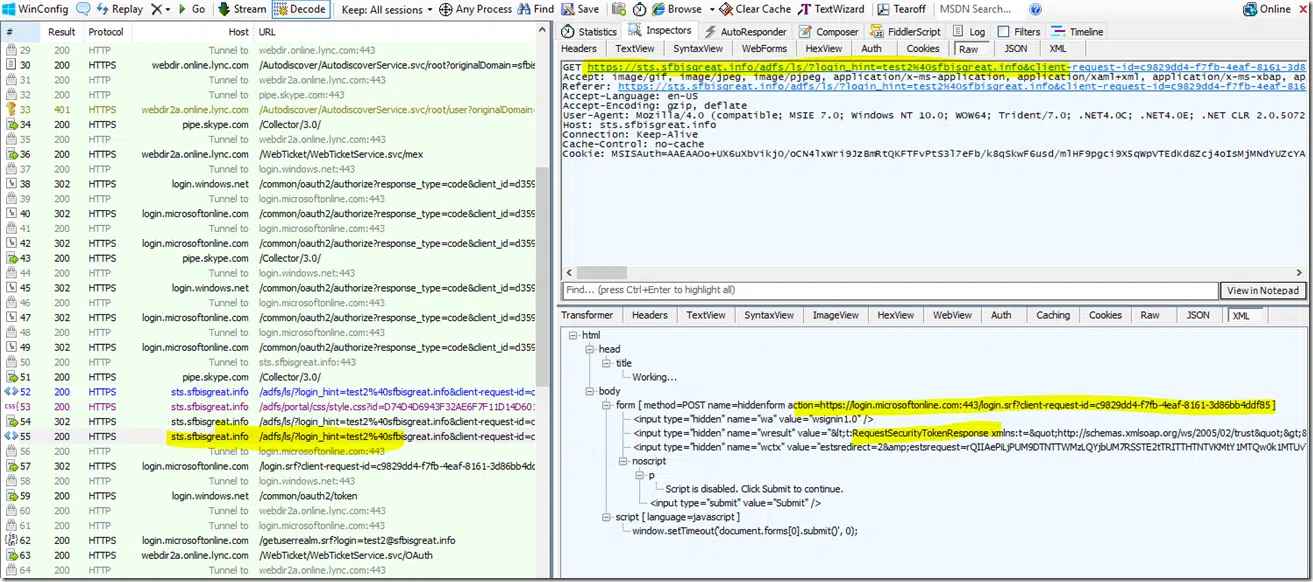 WinConfig Replay Go Stream Decode Keep: All sessions Any Process Find Save Browse Clear Cache TextWizard Tearoff MSDN Search... Online
# Result Protocol Host URL
29 200 HTTP Tunnel to webdir.online.lync.com:443
30 200 HTTPS webdir.online.lync.com /Autodiscover/AutodiscoverService.svc/root?originalDomain=sfbis
31 200 HTTP Tunnel to webdir2a.online.lync.com:443
32 200 HTTP Tunnel to pipe.skype.com:443
33 401 HTTPS webdir2a.online.lync.com /Autodiscover/AutodiscoverService.svc/root/user?originalDomain=
34 200 HTTPS pipe.skype.com /Collector/3.0/
35 200 HTTP Tunnel to webdir2a.online.lync.com:443
36 200 HTTPS webdir2a.online.lync.com /WebTicket/WebTicketService.svc/mex
37 200 HTTP Tunnel to login.windows.net:443
38 302 HTTPS login.windows.net /common/oauth2/authorize?response_type=code&client_id=d359
39 200 HTTP Tunnel to login.microsoftonline.com:443
40 302 HTTPS login.microsoftonline.com /common/oauth2/authorize?response_type=code&client_id=d359
41 200 HTTP Tunnel to login.microsoftonline.com:443
42 302 HTTPS login.microsoftonline.com /common/oauth2/authorize?response_type=code&client_id=d359
43 200 HTTPS pipe.skype.com /Collector/3.0/
44 200 HTTP Tunnel to login.windows.net:443
45 302 HTTPS login.windows.net /common/oauth2/authorize?response_type=code&client_id=d359
46 200 HTTP Tunnel to login.microsoftonline.com:443
47 302 HTTPS login.microsoftonline.com /common/oauth2/authorize?response_type=code&client_id=d359
48 200 HTTP Tunnel to login.microsoftonline.com:443
49 302 HTTPS login.microsoftonline.com /common/oauth2/authorize?response_type=code&client_id=d359
50 200 HTTP Tunnel to sts.sfbisgreat.info:443
51 200 HTTPS pipe.skype.com /Collector/3.0/
52 200 HTTPS sts.sfbisgreat.info /adfs/ls/?login_hint=test2%40sfbisgreat.info&client-request-id=c
53 200 HTTPS sts.sfbisgreat.info /adfs/portal/css/style.css?id=D74D4D6943F32AE6F7F11D14D601
54 302 HTTPS sts.sfbisgreat.info /adfs/ls/?login_hint=test2%40sfbisgreat.info&client-request-id=c
55 200 HTTPS sts.sfbisgreat.info /adfs/ls/?login_hint=test2%40sfbisgreat.info&client-request-id=c
56 200 HTTP Tunnel to login.microsoftonline.com:443
57 302 HTTPS login.microsoftonline.com /login.srf?client-request-id=c9829dd4-f7fb-4eaf-8161-3d86bb4d
58 200 HTTP Tunnel to login.windows.net:443
59 200 HTTPS login.windows.net /common/oauth2/token
60 200 HTTP Tunnel to webdir2a.online.lync.com:443
61 200 HTTP Tunnel to login.microsoftonline.com:443
62 200 HTTPS login.microsoftonline.com /getuserrealm.srf?login=test2@sfbisgreat.info
63 200 HTTPS webdir2a.online.lync.com /WebTicket/WebTicketService.svc/OAuth
64 200 HTTP Tunnel to webdir2a.online.lync.com:443
Statistics Inspectors AutoResponder Composer FiddlerScript Log Filters Timeline
Headers TextView SyntaxView WebForms HexView Auth Cookies Raw JSON XML
GET https://sts.sfbisgreat.info/adfs/ls/?login_hint=test2%40sfbisgreat.info&client-request-id=c9829dd4-f7fb-4eaf-8161-3d8
Accept: image/gif, image/jpeg, image/pjpeg, application/x-ms-application, application/xaml+xml, application/x-ms-xbap, ap
Referer: https://sts.sfbisgreat.info/adfs/ls/?login_hint=test2%40sfbisgreat.info&client-request-id=c9829dd4-f7fb-4eaf-816
Accept-Language: en-US
Accept-Encoding: gzip, deflate
User-Agent: Mozilla/4.0 (compatible; MSIE 7.0; Windows NT 10.0; WOW64; Trident/7.0; .NET4.0C; .NET4.0E; .NET CLR 2.0.5072
Host: sts.sfbisgreat.info
Connection: Keep-Alive
Cache-Control: no-cache
Cookie: MSISAuth=
Find... (press Ctrl+Enter to highlight all) View in Notepad
Transformer Headers TextView SyntaxView ImageView HexView WebView Auth Caching Cookies Raw JSON XML
html
head
title
Working...
body
form [ method=POST name=hiddenform action=https://login.microsoftonline.com:443/login.srf?client-request-id=c9829dd4-f7fb-4eaf-8161-3d86bb4ddf85 ]
<input type="hidden" name="wa" value="wsignin1.0" />
<input type="hidden" name="wresult" value="&lt;t:RequestSecurityTokenResponse xmlns:t=&quot;http://schemas.xmlsoap.org/ws/2005/02/trust&quot;&gt;&
<input type="hidden" name="wctx" value="estsredirect=2&amp;estsrequest=
noscript
p
Script is disabled. Click Submit to continue.
<input type="submit" value="Submit" />
script [ language=javascript ]
window.setTimeout('document.forms[0].submit()', 0);